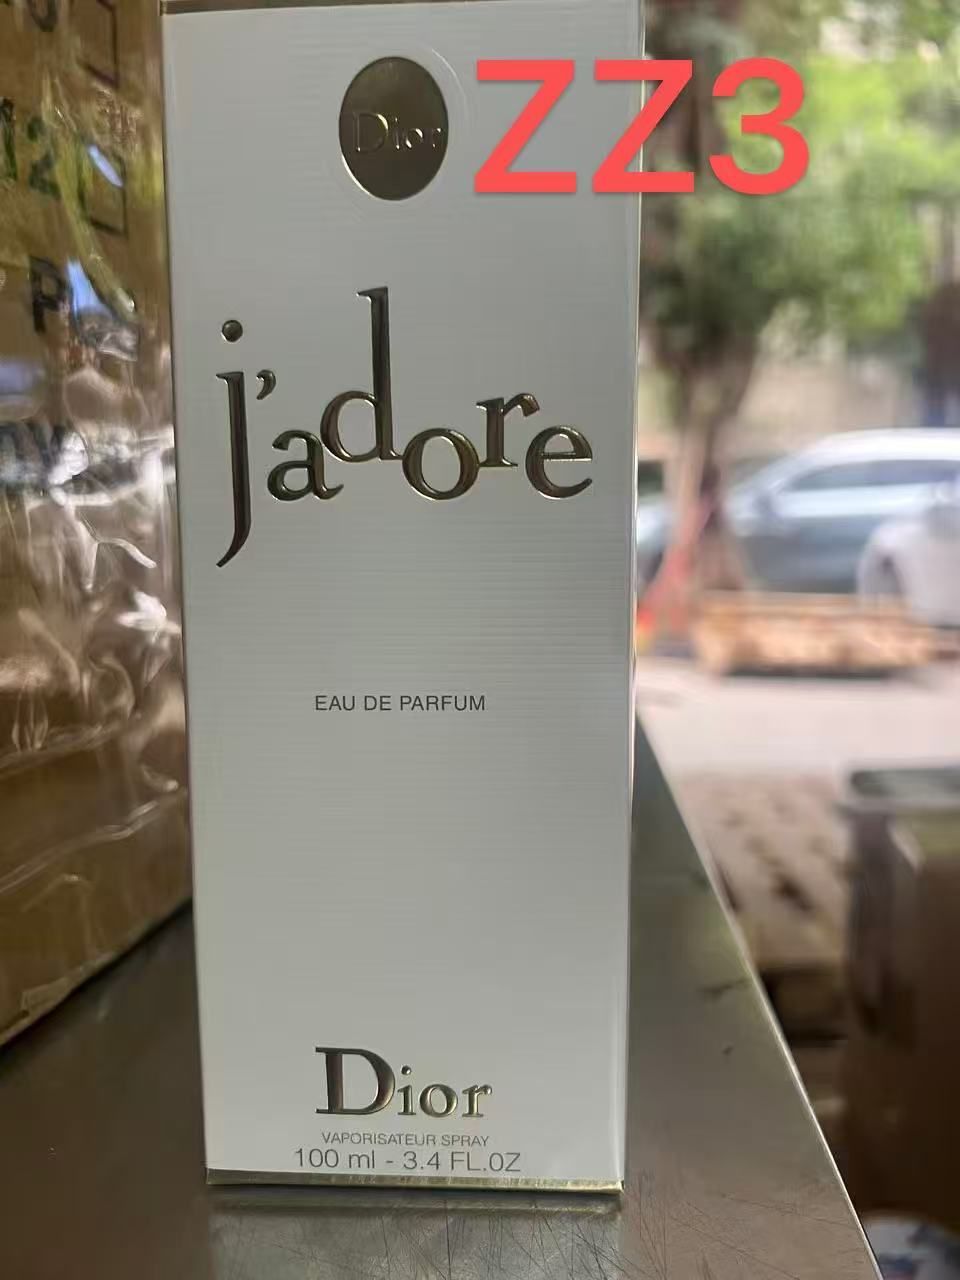 Dior
ZZ3
j'adore
EAU DE PARFUM
Dior
VAPORISATEUR SPRAY
100 ml - 3.4 FL.OZ